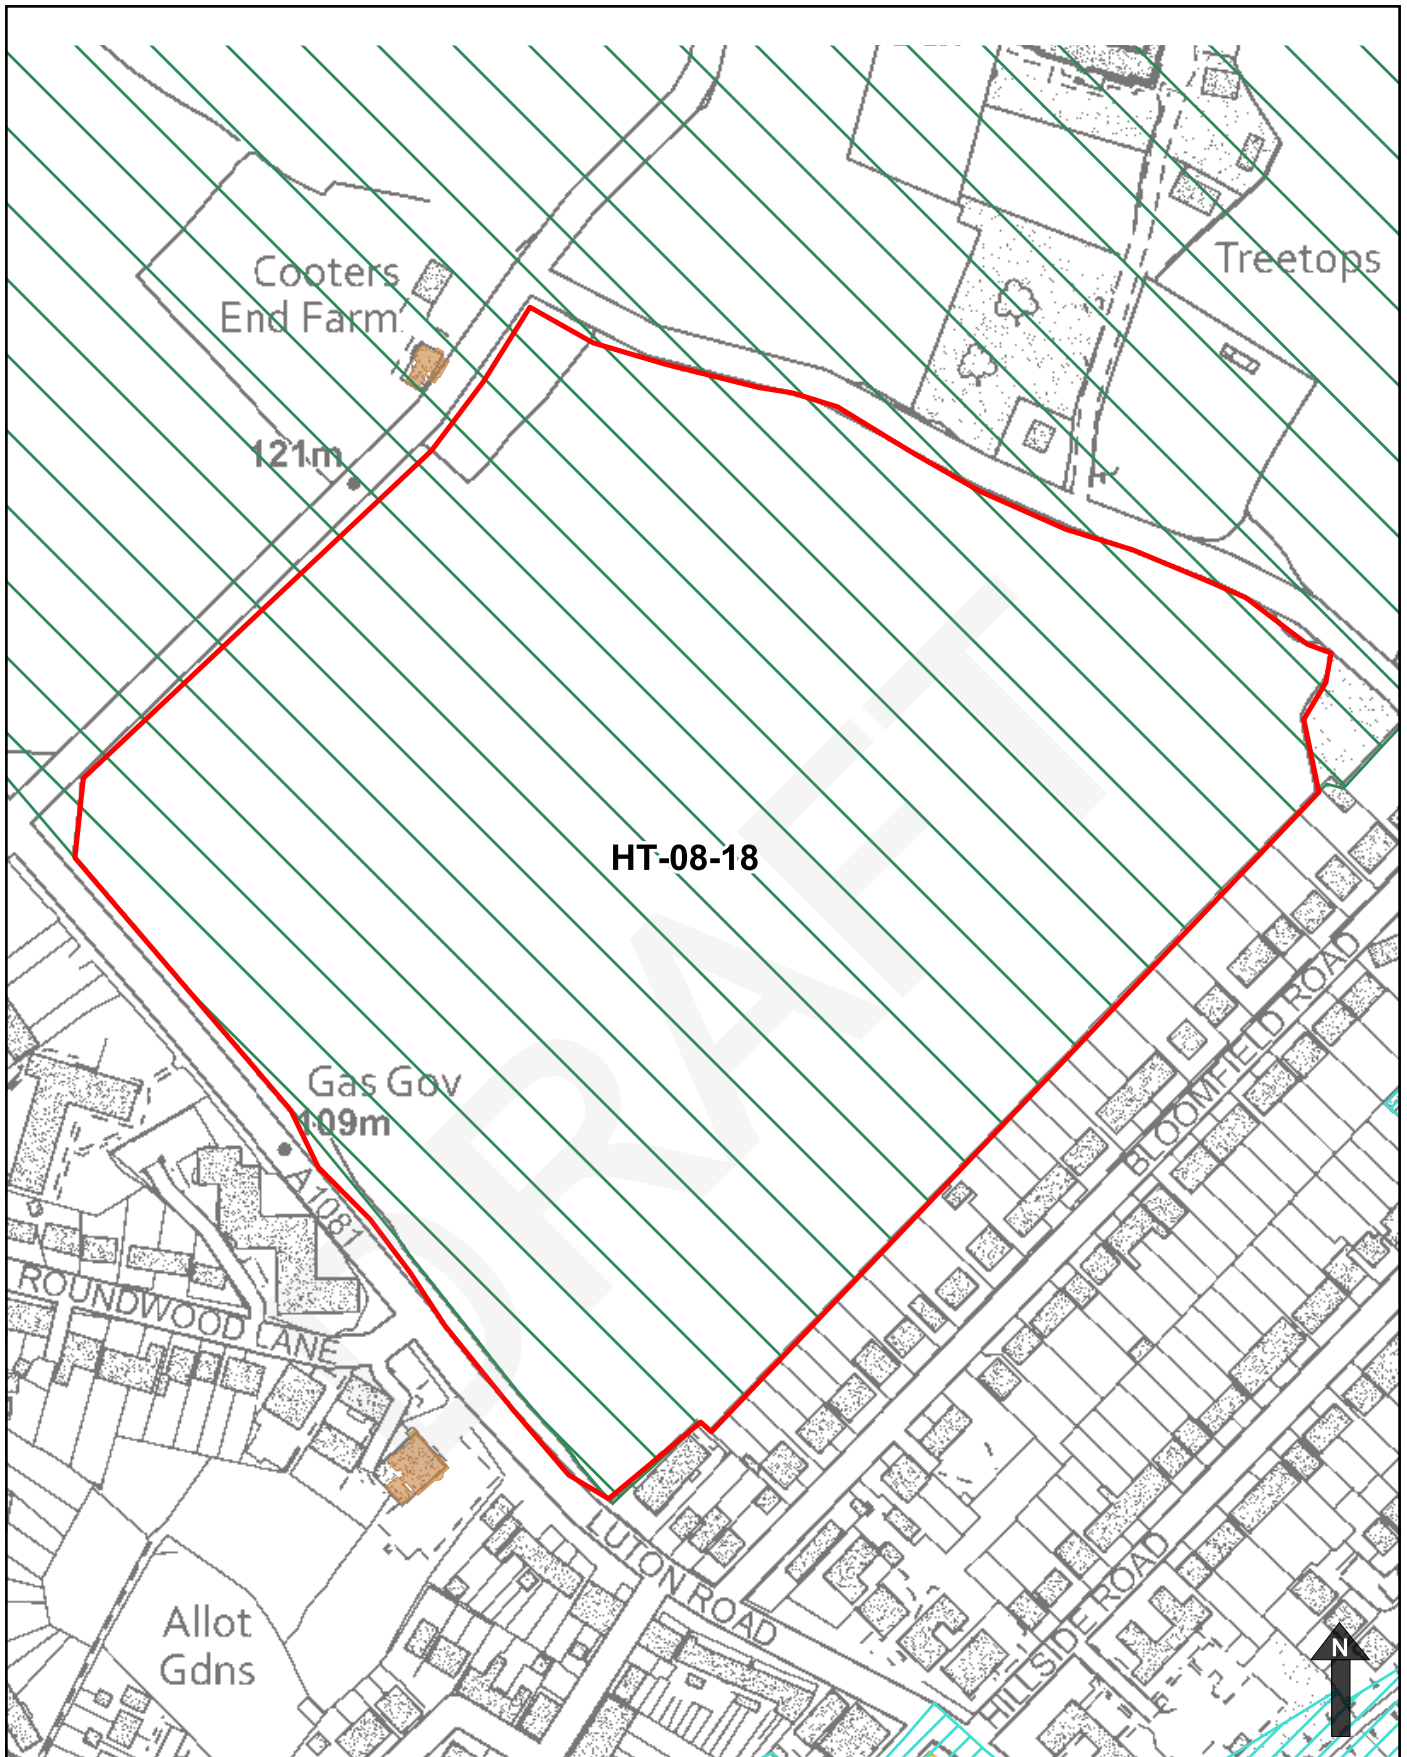 Treetops
Cooters
End Farm
121m
HT-08-18
DRAFT
Gas Gov
109m
A 1081
BLOOMFIELD ROAD
ROUNDWOOD LANE
LUTON ROAD
HILLSIDE ROAD
Allot
Gdns
N